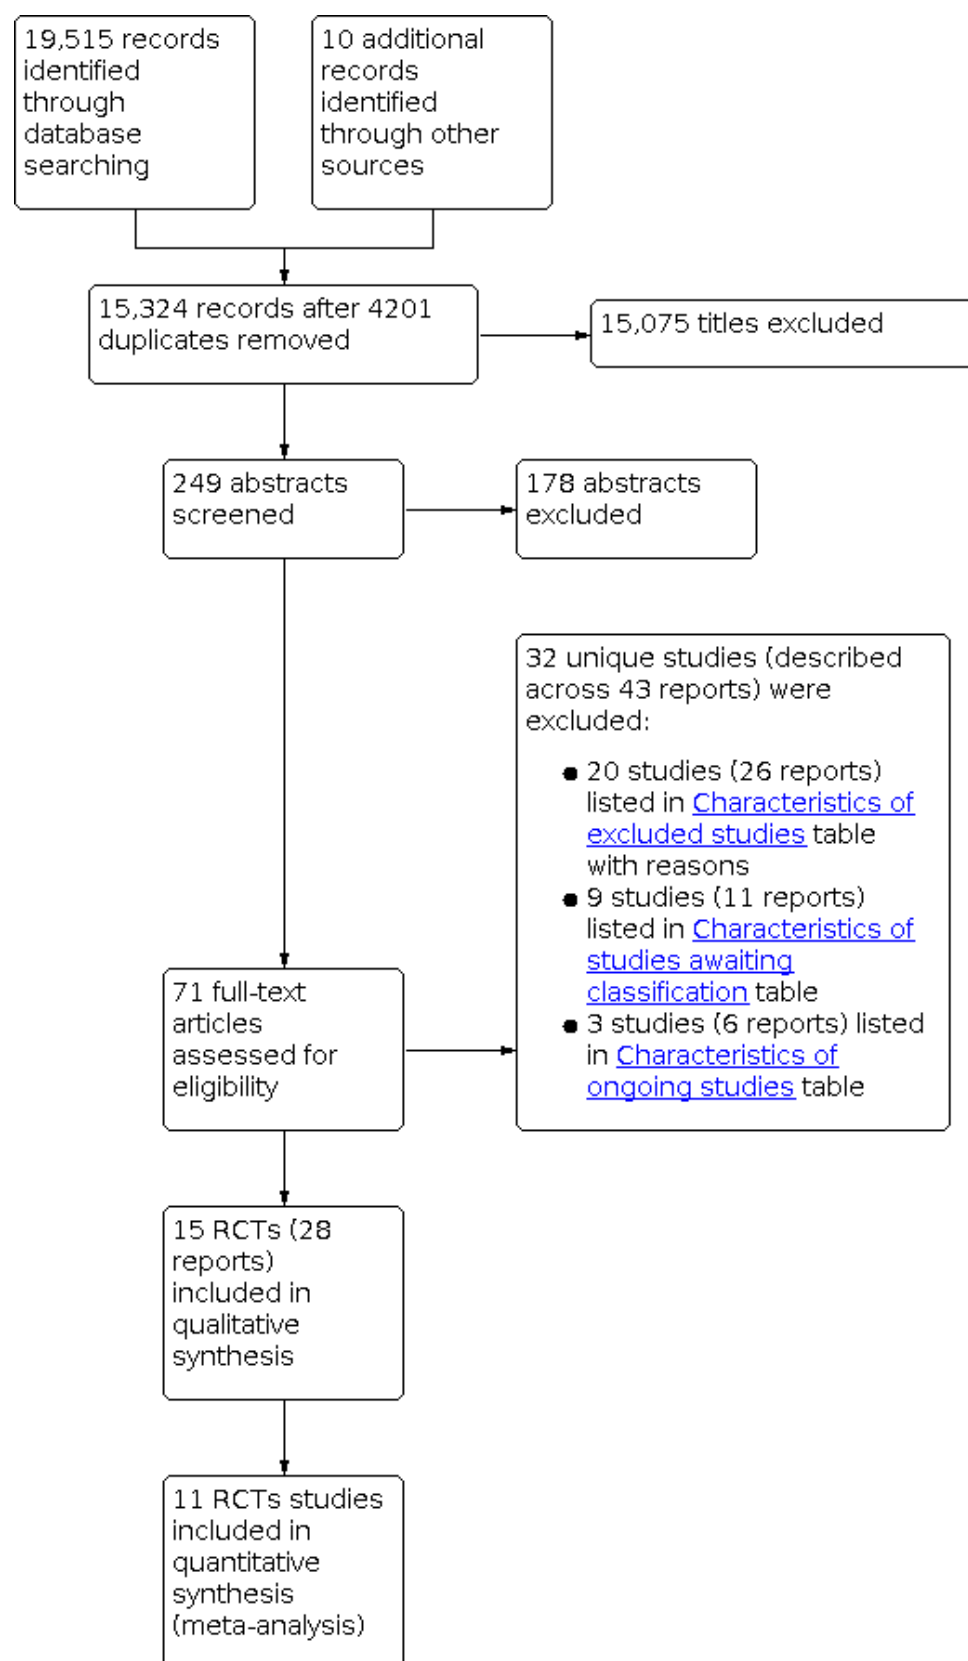 19,515 records
identified
through
database
searching
10 additional
records
identified
through other
sources
15,324 records after 4201
duplicates removed
15,075 titles excluded
249 abstracts
screened
178 abstracts
excluded
32 unique studies (described
across 43 reports) were
excluded:
● 20 studies (26 reports)
listed in Characteristics of
excluded studies table
with reasons
● 9 studies (11 reports)
listed in Characteristics of
studies awaiting
classification table
● 3 studies (6 reports) listed
in Characteristics of
ongoing studies table
71 full-text
articles
assessed for
eligibility
15 RCTs (28
reports)
included in
qualitative
synthesis
11 RCTs studies
included in
quantitative
synthesis
(meta-analysis)